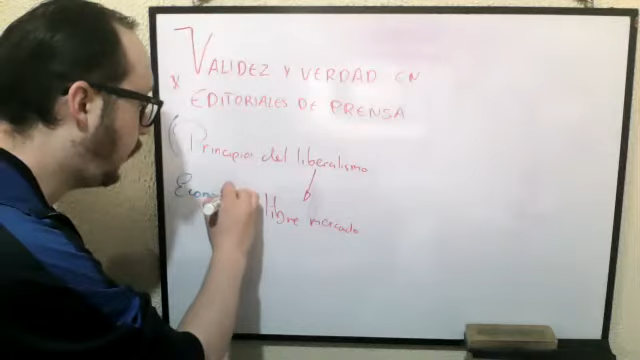 VALIDEZ Y VERDAD EN
EDITORIALES DE PRENSA
Principios del liberalismo
libre mercado